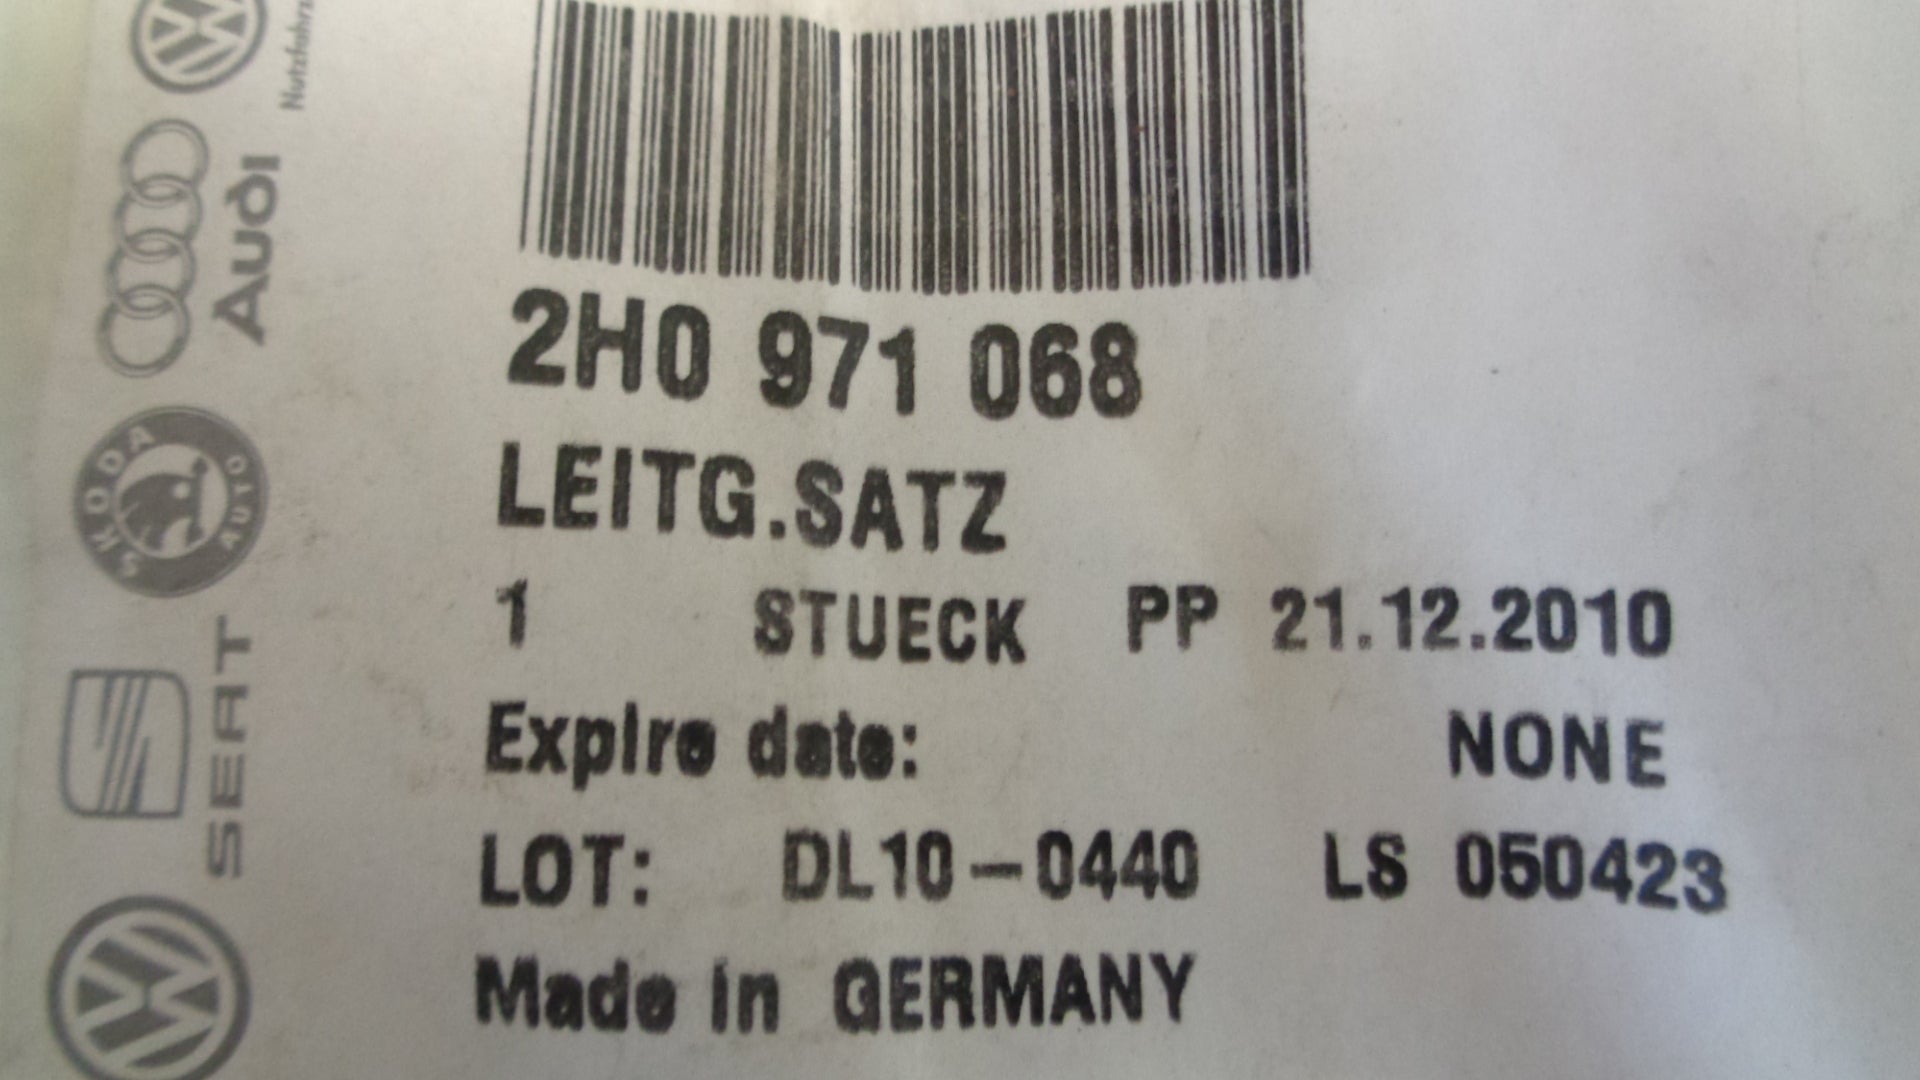 2H0 971 068
LEITG.SATZ
1 STUECK PP 21.12.2010
Expire date: NONE
LOT: DL10-0440 LS 050423
Made in GERMANY
Audi
SKODA AUTO
SEAT